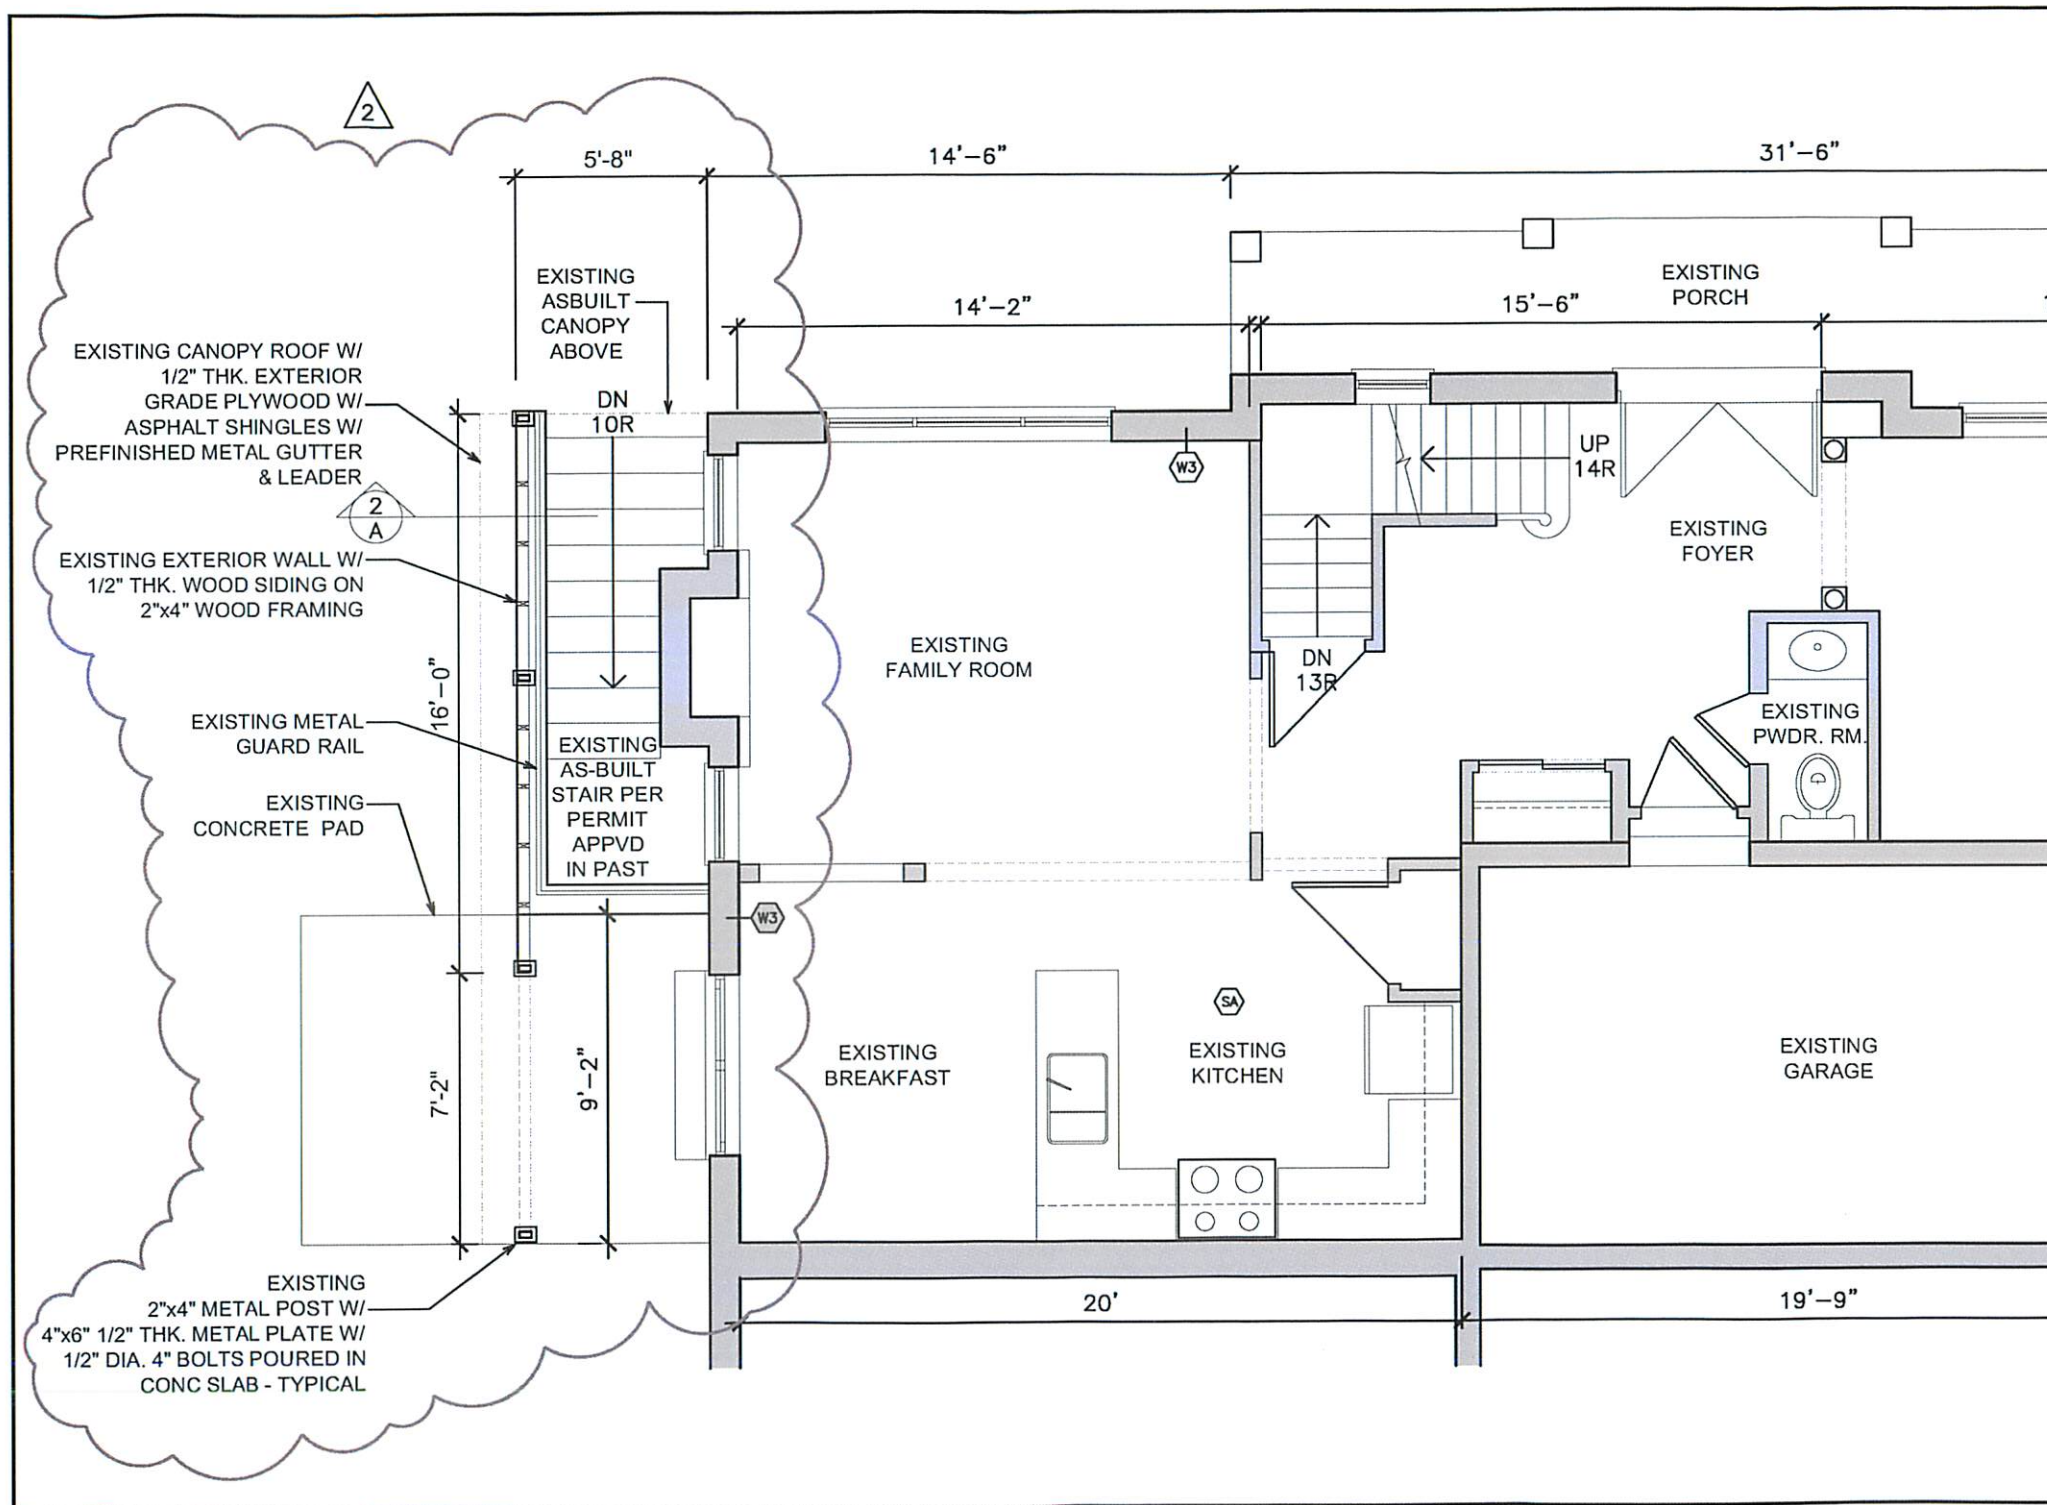 2
5'-8"
14'-6"
31'-6"
EXISTING
ASBUILT
CANOPY
ABOVE
EXISTING
PORCH
14'-2"
15'-6"
EXISTING CANOPY ROOF W/
1/2" THK. EXTERIOR
GRADE PLYWOOD W/
ASPHALT SHINGLES W/
PREFINISHED METAL GUTTER
& LEADER
DN
10R
W3
UP
14R
2
A
EXISTING
FOYER
EXISTING EXTERIOR WALL W/
1/2" THK. WOOD SIDING ON
2"x4" WOOD FRAMING
EXISTING
FAMILY ROOM
DN
13R
16'-0"
EXISTING METAL
GUARD RAIL
EXISTING
PWDR. RM.
EXISTING
AS-BUILT
STAIR PER
PERMIT
APPVD
IN PAST
EXISTING
CONCRETE PAD
W3
SA
EXISTING
BREAKFAST
EXISTING
KITCHEN
EXISTING
GARAGE
7'-2"
9'-2"
EXISTING
2"x4" METAL POST W/
4"x6" 1/2" THK. METAL PLATE W/
1/2" DIA. 4" BOLTS POURED IN
CONC SLAB - TYPICAL
20'
19'-9"